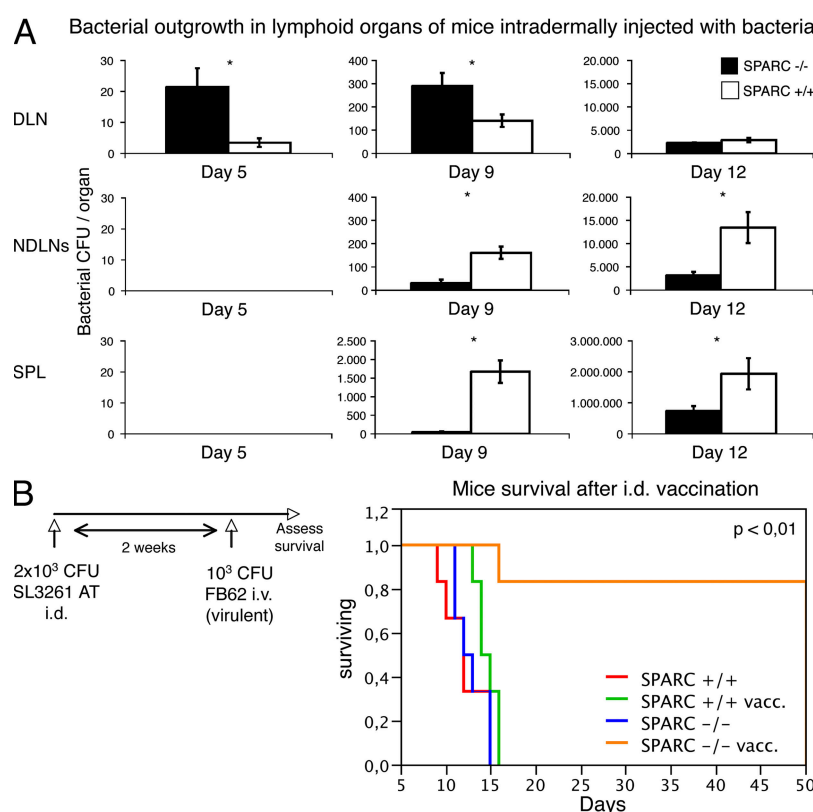 A Bacterial outgrowth in lymphoid organs of mice intradermally injected with bacteria
SPARC -/-
SPARC +/+
Bacterial CFU / organ
DLN
30
20
10
0
Day 5
*
400
300
200
100
0
Day 9
*
20.000
15.000
10.000
5.000
0
Day 12
NDLNs
30
20
10
0
Day 5
400
300
200
100
0
Day 9
*
20.000
15.000
10.000
5.000
0
Day 12
*
SPL
30
20
10
0
Day 5
2.500
2.000
1.500
1.000
500
0
Day 9
*
3.000.000
2.000.000
1.000.000
0
Day 12
*
B
2 weeks
Assess
survival
2x10³ CFU
SL3261 AT
i.d.
10³ CFU
FB62 i.v.
(virulent)
Mice survival after i.d. vaccination
p < 0,01
surviving
1,2
1,0
0,8
0,6
0,4
0,2
0,0
SPARC +/+
SPARC +/+ vacc.
SPARC –/–
SPARC –/– vacc.
5 10 15 20 25 30 35 40 45 50
Days